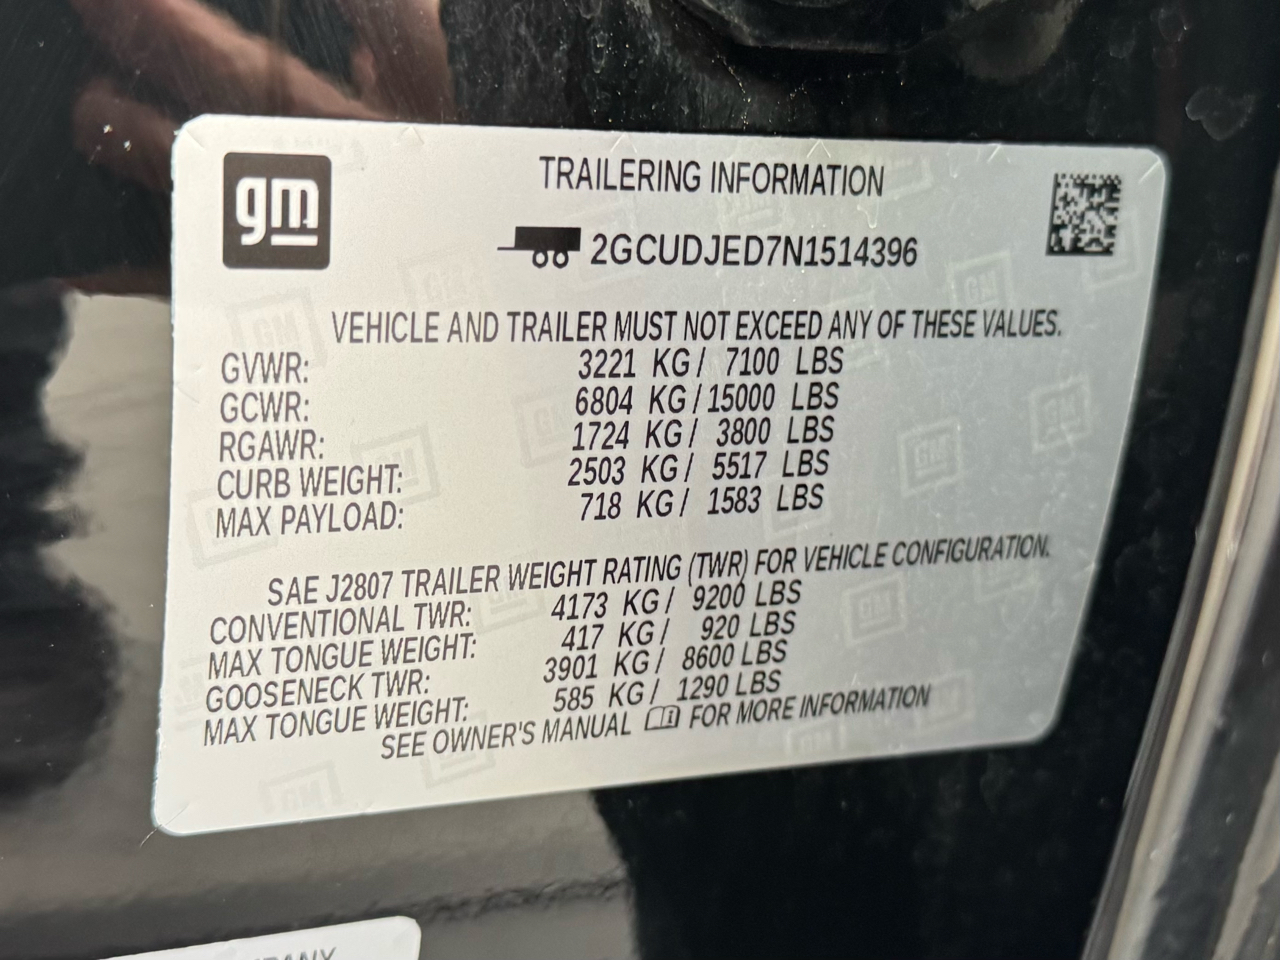 gm
TRAILERING INFORMATION
2GCUDJED7N1514396
VEHICLE AND TRAILER MUST NOT EXCEED ANY OF THESE VALUES.
GVWR: 3221 KG / 7100 LBS
GCWR: 6804 KG / 15000 LBS
RGAWR: 1724 KG / 3800 LBS
CURB WEIGHT: 2503 KG / 5517 LBS
MAX PAYLOAD: 718 KG / 1583 LBS
SAE J2807 TRAILER WEIGHT RATING (TWR) FOR VEHICLE CONFIGURATION.
CONVENTIONAL TWR: 4173 KG / 9200 LBS
MAX TONGUE WEIGHT: 417 KG / 920 LBS
GOOSENECK TWR: 3901 KG / 8600 LBS
MAX TONGUE WEIGHT: 585 KG / 1290 LBS
SEE OWNER'S MANUAL FOR MORE INFORMATION